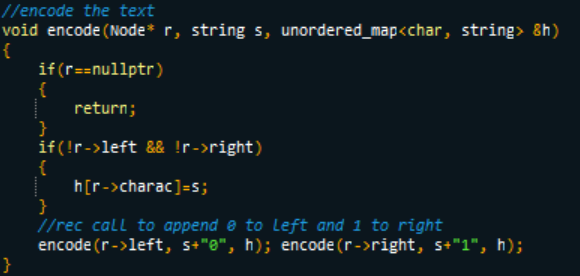 //encode the text
void encode(Node* r, string s, unordered_map<char, string> &h)
{
    if(r==nullptr)
    {
        return;
    }
    if(!r->left && !r->right)
    {
        h[r->charac]=s;
    }
    //rec call to append 0 to left and 1 to right
    encode(r->left, s+"0", h); encode(r->right, s+"1", h);
}